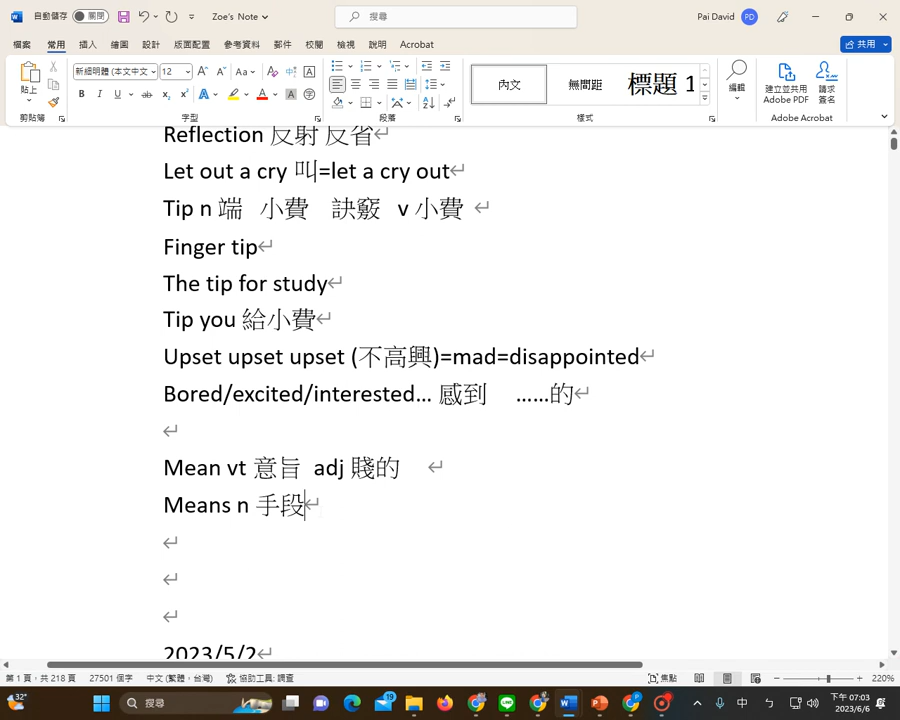 自動儲存 關閉 Zoe's Note 搜尋 Pai David PD
檔案 常用 插入 繪圖 設計 版面配置 參考資料 郵件 校閱 檢視 說明 Acrobat 共用
貼上 新細明體 (本文中文 12 Aa 內文 無間距 標題 1 編輯 建立並共用 Adobe PDF 請求 簽名
B I U ab x₂ x² A A A 字
剪貼簿 字型 段落 樣式 Adobe Acrobat
Reflection 反射 反省
Let out a cry 叫=let a cry out
Tip n 端 小費 訣竅 v 小費
Finger tip
The tip for study
Tip you 給小費
Upset upset upset (不高興)=mad=disappointed
Bored/excited/interested... 感到 ……的
Mean vt 意旨 adj 賤的
Means n 手段
2023/5/2
第 1 頁，共 218 頁 27501 個字 中文 (繁體，台灣) 協助工具: 調查 焦點 220%
32° 搜尋 19 中 下午 07:03
2023/6/6